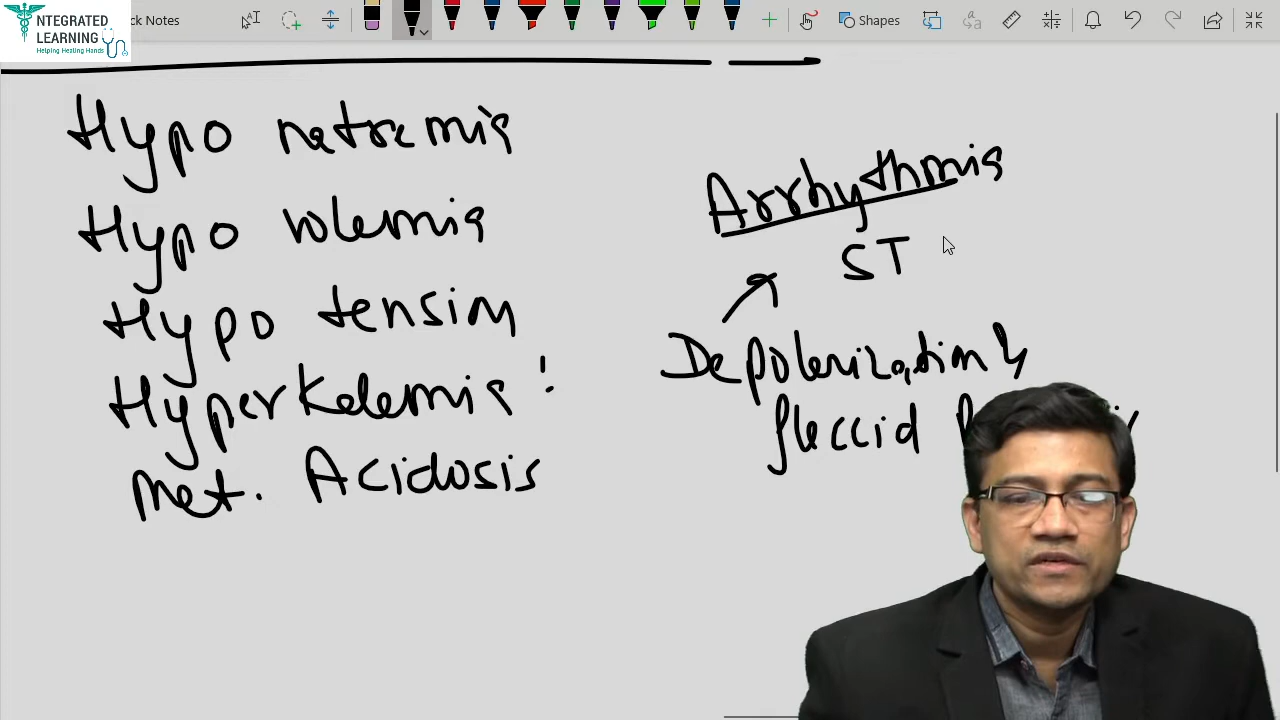 INTEGRATED
LEARNING
Helping Healing Hands
ck Notes
Shapes
Hypo natremia
Hypo volemia
Hypo tension
Hyperkalemia !
Met. Acidosis
Arrhythmia
ST
Depolarization &
flaccid